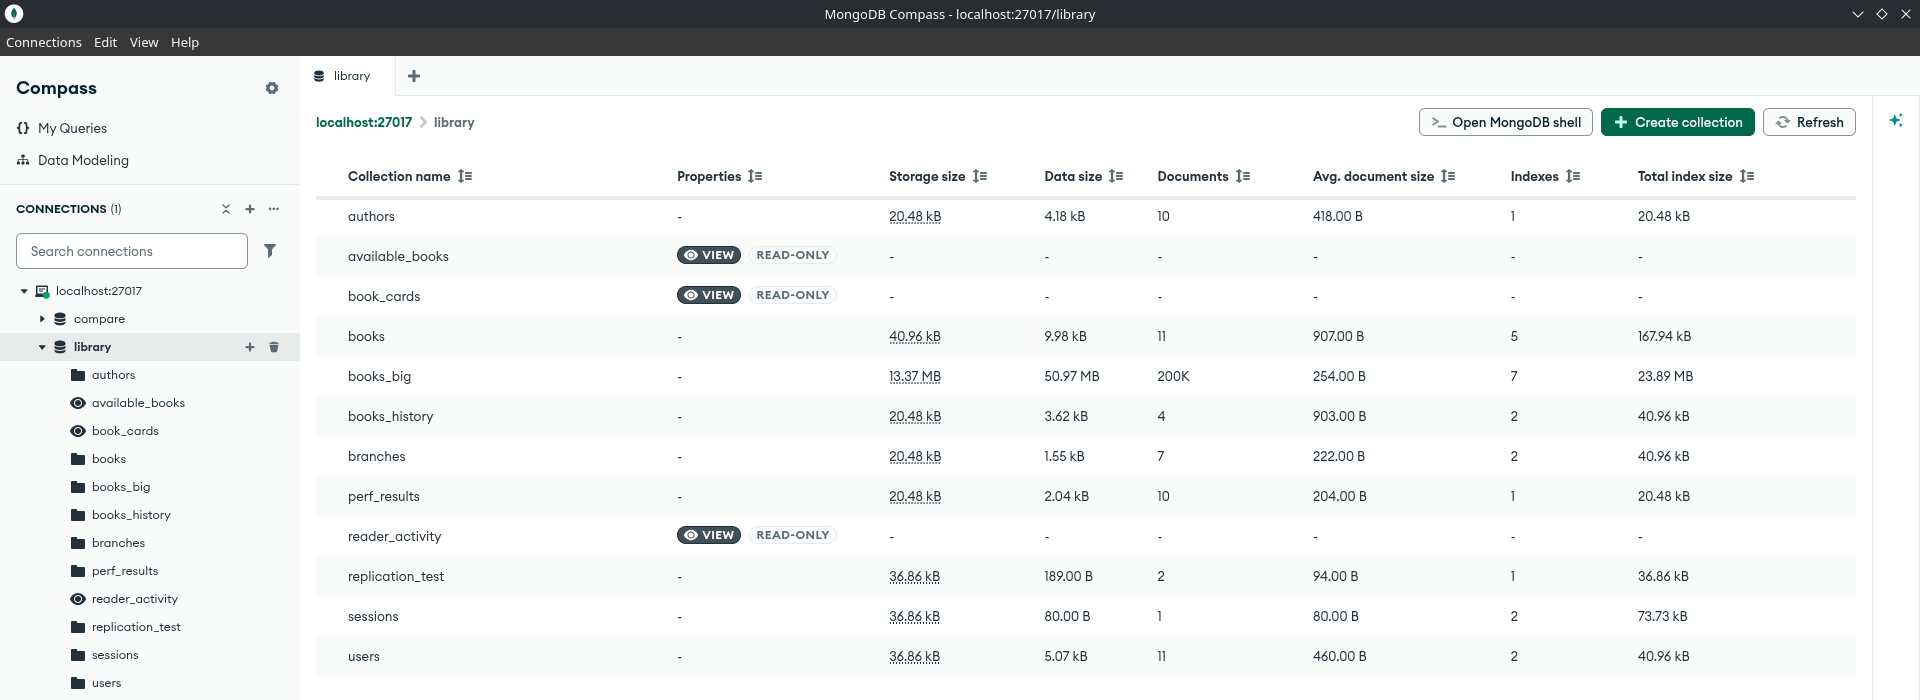 MongoDB Compass - localhost:27017/library
Connections Edit View Help
Compass
My Queries
Data Modeling
CONNECTIONS (1)
Search connections
localhost:27017
compare
library
authors
available_books
book_cards
books
books_big
books_history
branches
perf_results
reader_activity
replication_test
sessions
users
library
localhost:27017 > library
Open MongoDB shell Create collection Refresh
Collection name Properties Storage size Data size Documents Avg. document size Indexes Total index size
authors - 20.48 kB 4.18 kB 10 418.00 B 1 20.48 kB
available_books VIEW READ-ONLY - - - - - -
book_cards VIEW READ-ONLY - - - - - -
books - 40.96 kB 9.98 kB 11 907.00 B 5 167.94 kB
books_big - 13.37 MB 50.97 MB 200K 254.00 B 7 23.89 MB
books_history - 20.48 kB 3.62 kB 4 903.00 B 2 40.96 kB
branches - 20.48 kB 1.55 kB 7 222.00 B 2 40.96 kB
perf_results - 20.48 kB 2.04 kB 10 204.00 B 1 20.48 kB
reader_activity VIEW READ-ONLY - - - - - -
replication_test - 36.86 kB 189.00 B 2 94.00 B 1 36.86 kB
sessions - 36.86 kB 80.00 B 1 80.00 B 2 73.73 kB
users - 36.86 kB 5.07 kB 11 460.00 B 2 40.96 kB